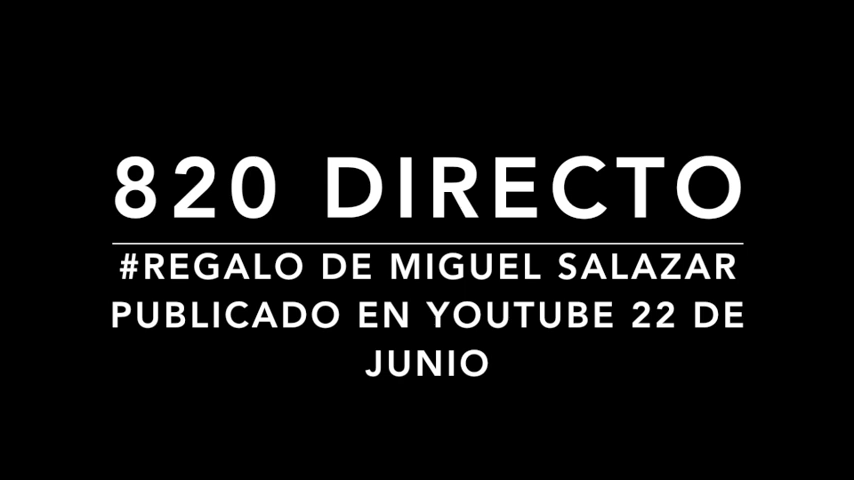 820 DIRECTO
#REGALO DE MIGUEL SALAZAR
PUBLICADO EN YOUTUBE 22 DE
JUNIO